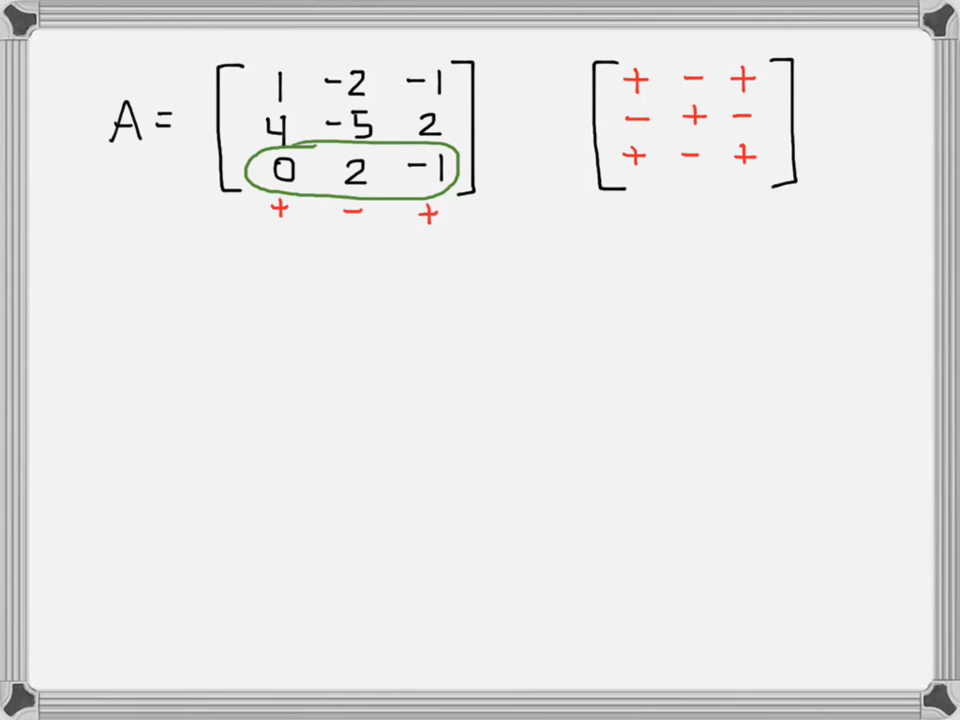 A = [ 1 -2 -1
4 -5 2
0 2 -1 ]
+ - +
[ + - +
- + -
+ - + ]